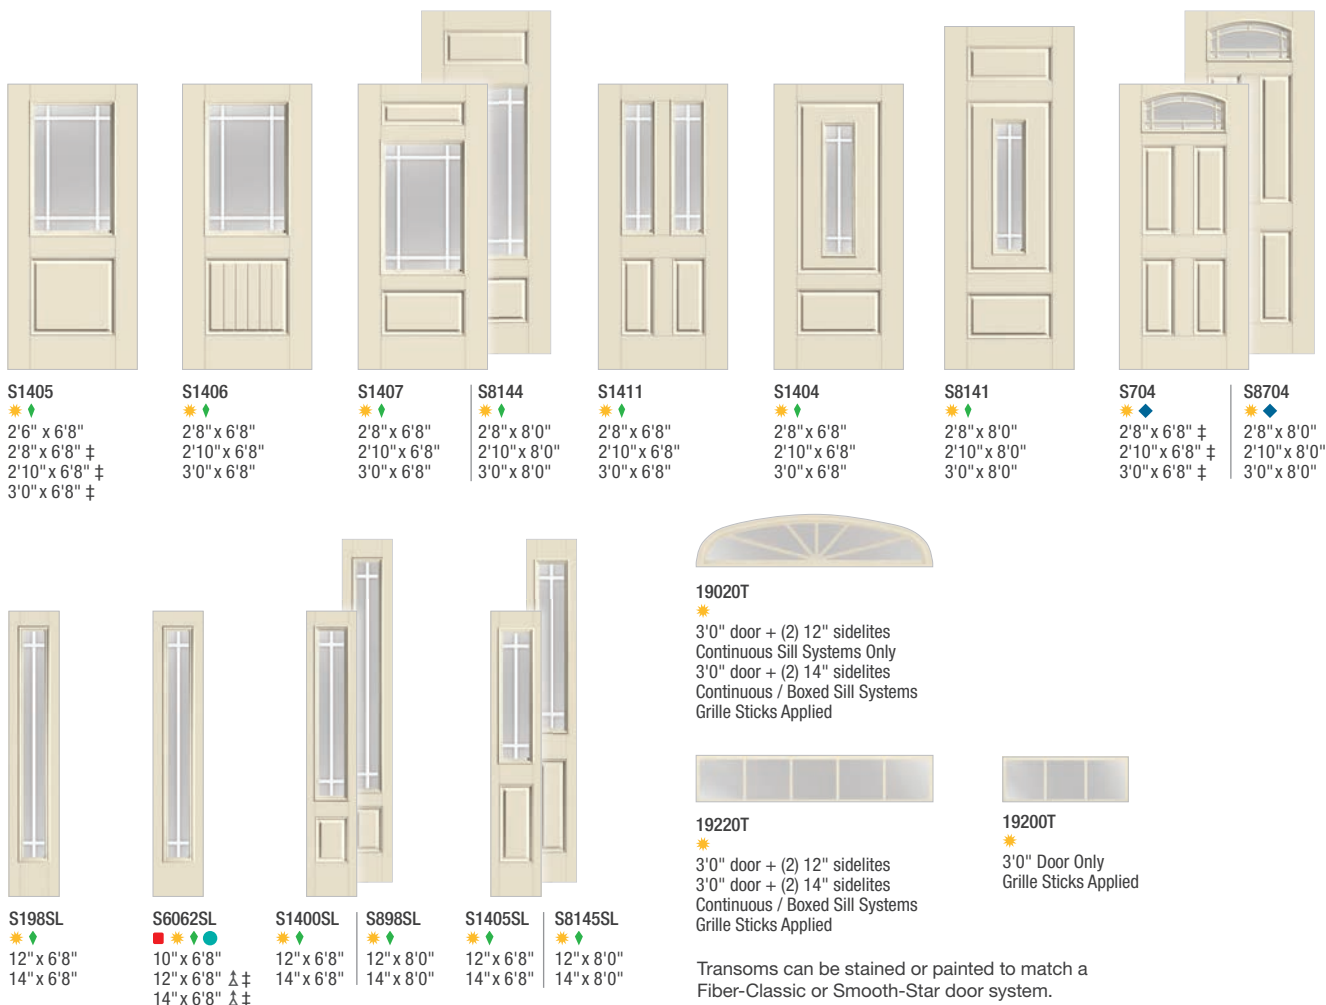 S1405
2'6" x 6'8"
2'8" x 6'8" ‡
2'10" x 6'8" ‡
3'0" x 6'8" ‡
S1406
2'8" x 6'8"
2'10" x 6'8"
3'0" x 6'8"
S1407
2'8" x 6'8"
2'10" x 6'8"
3'0" x 6'8"
S8144
2'8" x 8'0"
2'10" x 8'0"
3'0" x 8'0"
S1411
2'8" x 6'8"
2'10" x 6'8"
3'0" x 6'8"
S1404
2'8" x 6'8"
2'10" x 6'8"
3'0" x 6'8"
S8141
2'8" x 8'0"
2'10" x 8'0"
3'0" x 8'0"
S704
2'8" x 6'8" ‡
2'10" x 6'8" ‡
3'0" x 6'8" ‡
S8704
2'8" x 8'0"
2'10" x 8'0"
3'0" x 8'0"
S198SL
12" x 6'8"
14" x 6'8"
S6062SL
10" x 6'8"
12" x 6'8" ‡
14" x 6'8" ‡
S1400SL
12" x 6'8"
14" x 6'8"
S898SL
12" x 8'0"
14" x 8'0"
S1405SL
12" x 6'8"
14" x 6'8"
S8145SL
12" x 8'0"
14" x 8'0"
19020T
3'0" door + (2) 12" sidelites
Continuous Sill Systems Only
3'0" door + (2) 14" sidelites
Continuous / Boxed Sill Systems
Grille Sticks Applied
19220T
3'0" door + (2) 12" sidelites
3'0" door + (2) 14" sidelites
Continuous / Boxed Sill Systems
Grille Sticks Applied
19200T
3'0" Door Only
Grille Sticks Applied
Transoms can be stained or painted to match a
Fiber-Classic or Smooth-Star door system.